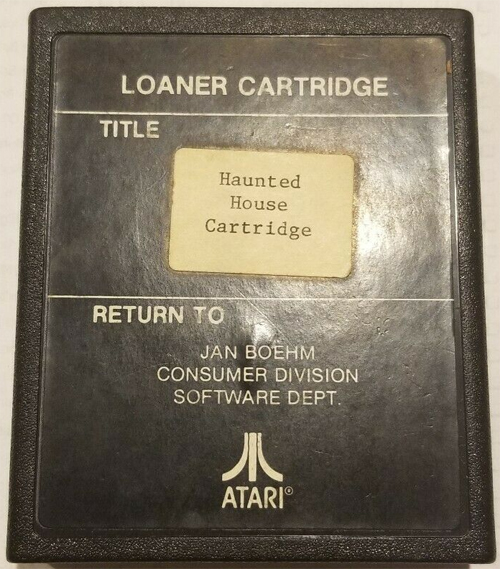 LOANER CARTRIDGE
TITLE
Haunted
House
Cartridge
RETURN TO
JAN BOEHM
CONSUMER DIVISION
SOFTWARE DEPT.
ATARI®